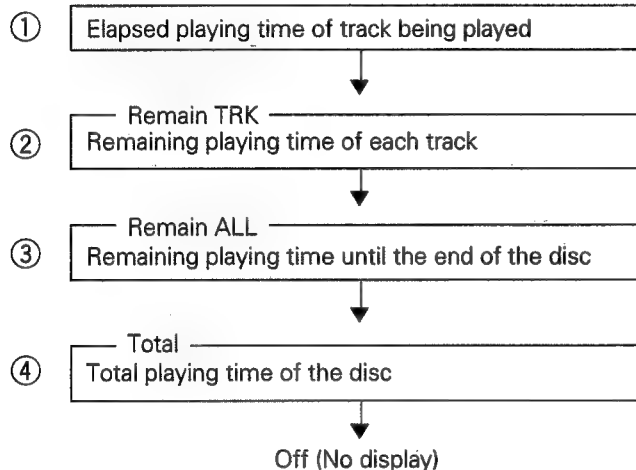 ① Elapsed playing time of track being played
Remain TRK
② Remaining playing time of each track
Remain ALL
③ Remaining playing time until the end of the disc
Total
④ Total playing time of the disc
Off (No display)